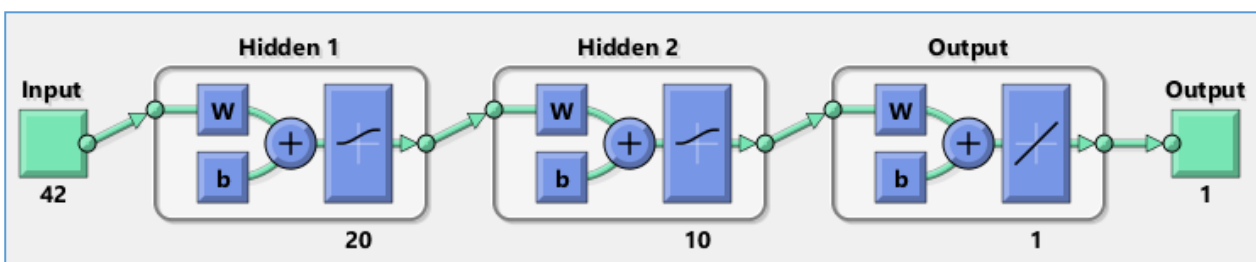 Hidden 1 Hidden 2 Output
Input Output
W W W
b b b
42 1
20 10 1